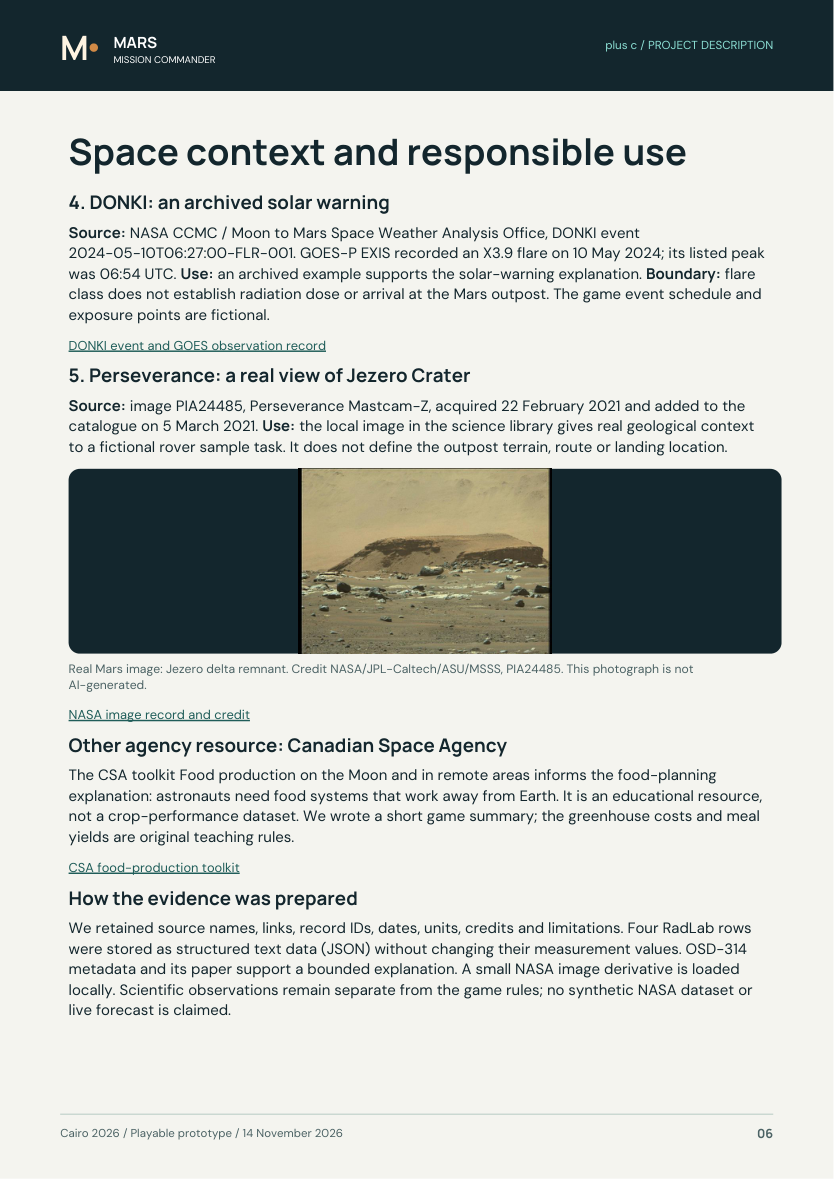 M
MARS
MISSION COMMANDER
plus c / PROJECT DESCRIPTION
Space context and responsible use
4. DONKI: an archived solar warning
Source: NASA CCMC / Moon to Mars Space Weather Analysis Office, DONKI event
2024-05-10T06:27:00-FLR-001. GOES-P EXIS recorded an X3.9 flare on 10 May 2024; its listed peak
was 06:54 UTC. Use: an archived example supports the solar-warning explanation. Boundary: flare
class does not establish radiation dose or arrival at the Mars outpost. The game event schedule and
exposure points are fictional.
DONKI event and GOES observation record
5. Perseverance: a real view of Jezero Crater
Source: image PIA24485, Perseverance Mastcam-Z, acquired 22 February 2021 and added to the
catalogue on 5 March 2021. Use: the local image in the science library gives real geological context
to a fictional rover sample task. It does not define the outpost terrain, route or landing location.
Real Mars image: Jezero delta remnant. Credit NASA/JPL-Caltech/ASU/MSSS, PIA24485. This photograph is not
AI-generated.
NASA image record and credit
Other agency resource: Canadian Space Agency
The CSA toolkit Food production on the Moon and in remote areas informs the food-planning
explanation: astronauts need food systems that work away from Earth. It is an educational resource,
not a crop-performance dataset. We wrote a short game summary; the greenhouse costs and meal
yields are original teaching rules.
CSA food-production toolkit
How the evidence was prepared
We retained source names, links, record IDs, dates, units, credits and limitations. Four RadLab rows
were stored as structured text data (JSON) without changing their measurement values. OSD-314
metadata and its paper support a bounded explanation. A small NASA image derivative is loaded
locally. Scientific observations remain separate from the game rules; no synthetic NASA dataset or
live forecast is claimed.
Cairo 2026 / Playable prototype / 14 November 2026
06